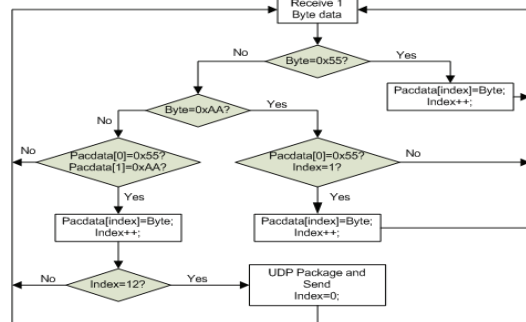 Receive 1
Byte data
No
Byte=0x55?
Yes
Pacdata[index]=Byte;
Index++;
Byte=0xAA?
No
Yes
No
Pacdata[0]=0x55?
Pacdata[1]=0xAA?
Pacdata[0]=0x55?
Index=1?
No
Yes
Yes
Pacdata[index]=Byte;
Index++;
Pacdata[index]=Byte;
Index++;
No
Index=12?
Yes
UDP Package and
Send
Index=0;